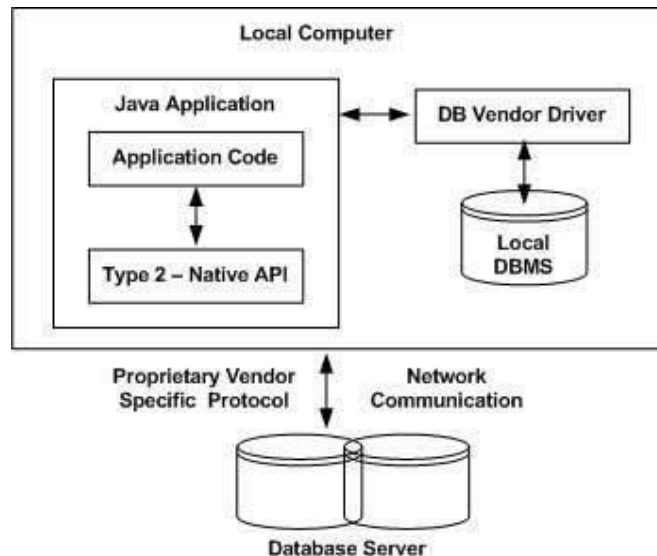 Local Computer
Java Application
DB Vendor Driver
Application Code
Type 2 – Native API
Local
DBMS
Proprietary Vendor
Specific Protocol
Network
Communication
Database Server